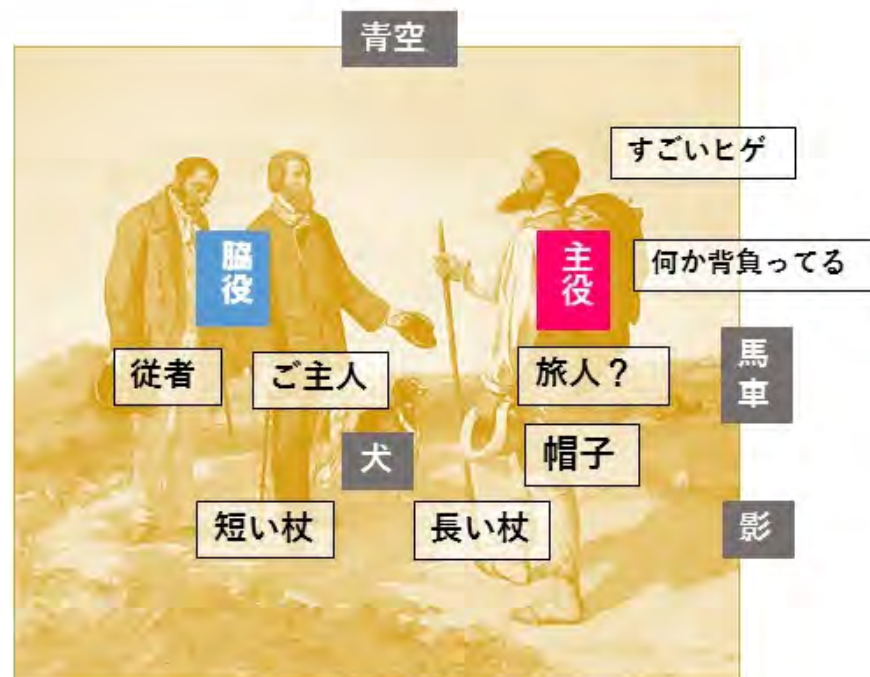 青空
すごいヒゲ
脇役
主役
何か背負ってる
従者
ご主人
旅人？
馬車
犬
帽子
短い杖
長い杖
影